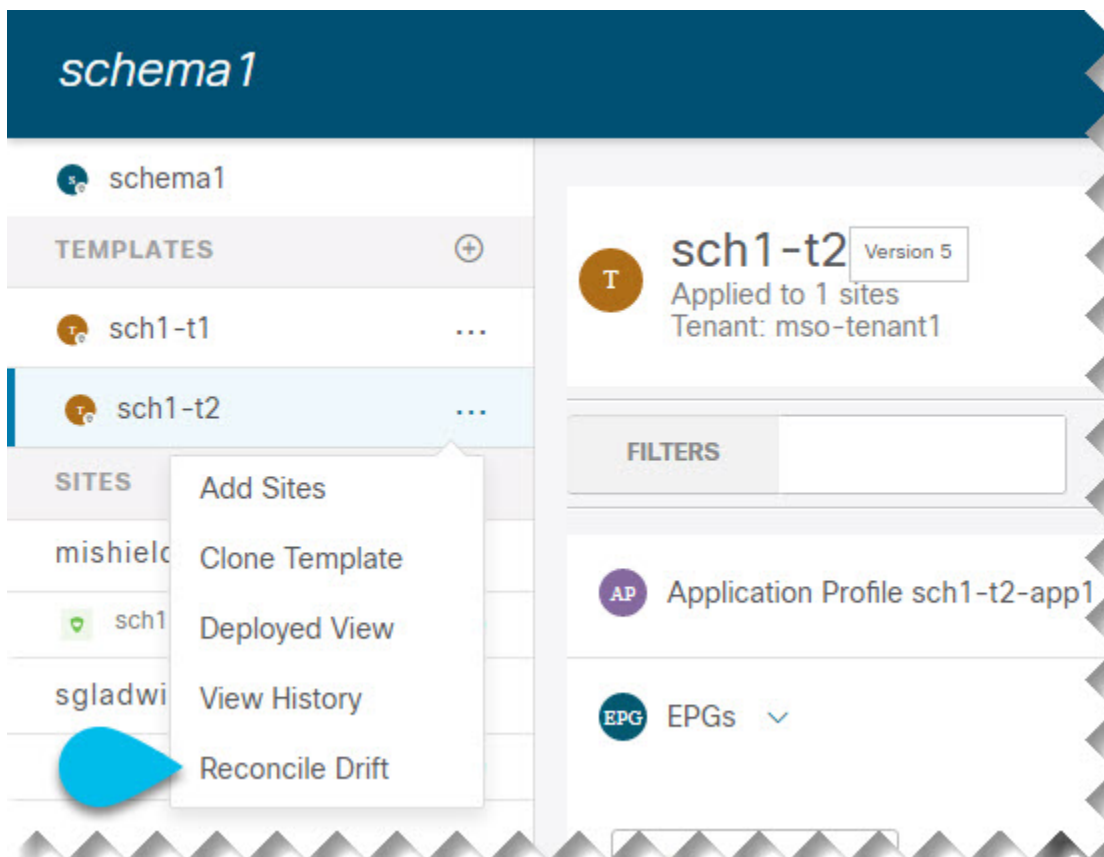 schema1
schema1
TEMPLATES
T
sch1-t1
...
T
sch1-t2
...
SITES
Add Sites
Clone Template
Deployed View
View History
Reconcile Drift
sch1
T
sch1-t2
Version 5
Applied to 1 sites
Tenant: mso-tenant1
FILTERS
AP
Application Profile sch1-t2-app1
EPG
EPGs